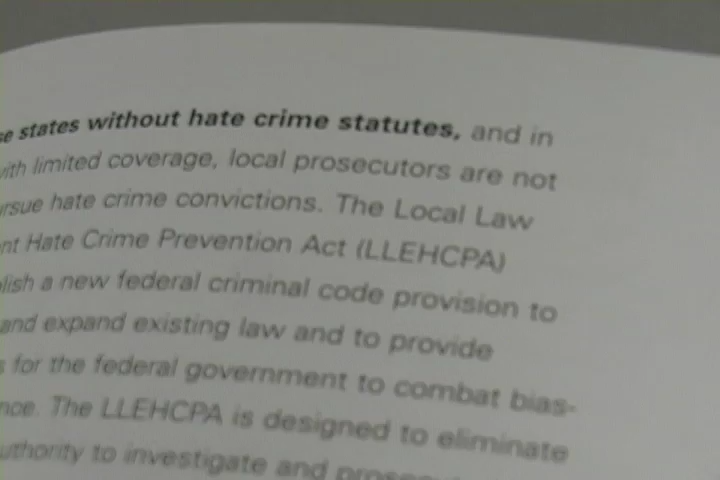 se states without hate crime statutes, and in
with limited coverage, local prosecutors are not
rsue hate crime convictions. The Local Law
nt Hate Crime Prevention Act (LLEHCPA)
lish a new federal criminal code provision to
and expand existing law and to provide
s for the federal government to combat bias-
nce. The LLEHCPA is designed to eliminate
uthority to investigate and